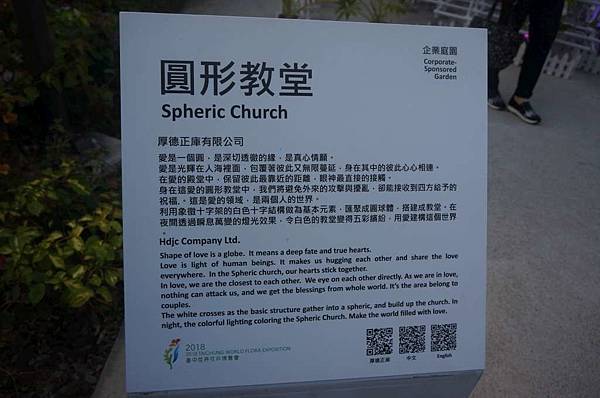 企業庭園
Corporate-
Sponsored
Garden
圓形教堂
Spheric Church
厚德正庫有限公司
愛是一個圓，是深切透徹的緣，是真心情願。
愛是光輝在人海裡面，包覆著彼此又無限蔓延，身在其中的彼此心心相連。
在愛的殿堂中，保留彼此最靠近的距離，眼神最直接的接觸。
身在這愛的圓形教堂中，我們將避免外來的攻擊與擾亂，卻能接收到四方給予的
祝福，。這是愛的領域，是兩個人的世界。
利用象徵十字架的白色十字結構做為基本元素，匯聚成圓球體，搭建成教堂。在
夜間透過瞬息萬變的燈光效果，令白色的教堂變得五彩繽紛，用愛建構這個世界
。
Hdjc Company Ltd.
Shape of love is a globe. It means a deep fate and true hearts.
Love is light of human beings. It makes us hugging each other and share the love
everywhere. In the Spheric church, our hearts stick together.
In love, we are the closest to each other. We eye on each other directly. As we are in love,
nothing can attack us, and we get the blessings from whole world. It's the area belong to
couples.
The white crosses as the basic structure gather into a spheric, and build up the church. In
night, the colorful lighting coloring the Spheric Church. Make the world filled with love.
2018
2018 TAICHUNG WORLD FLORA EXPOSITION
臺中世界花卉博覽會
厚德正庫
中文
English